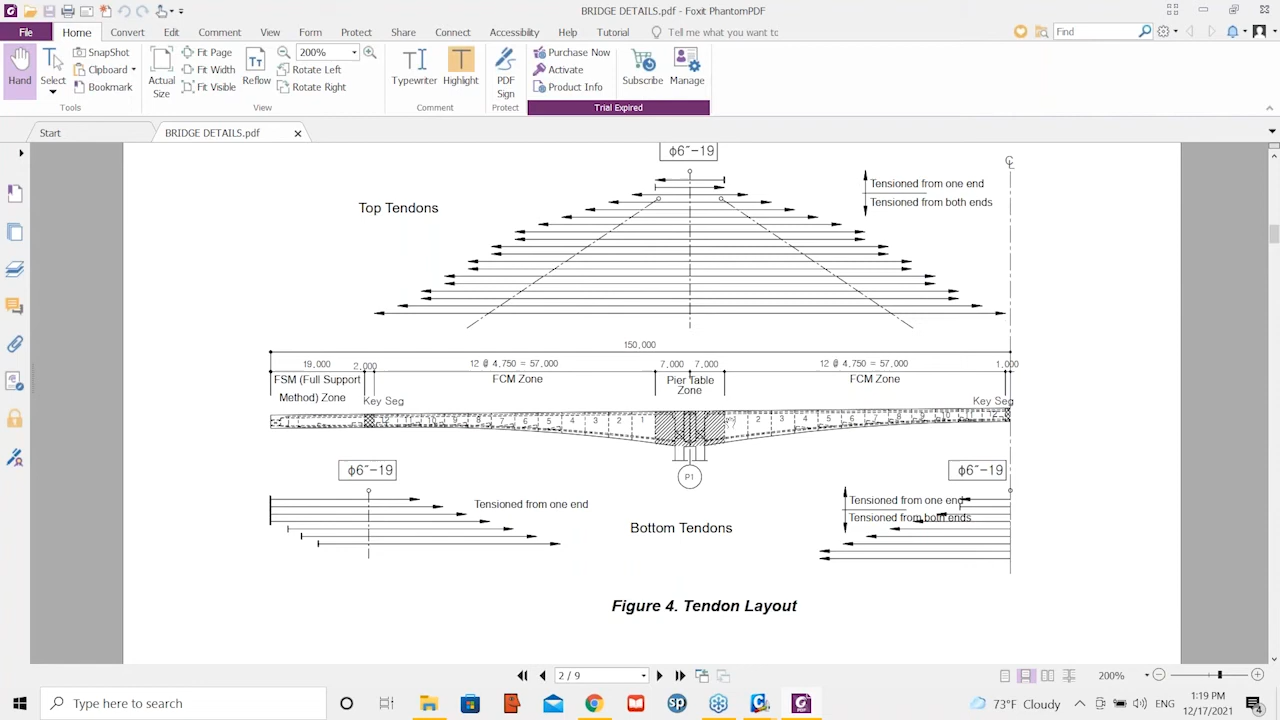 BRIDGE DETAILS.pdf - Foxit PhantomPDF
File Home Convert Edit Comment View Form Protect Share Connect Accessibility Help Tutorial Tell me what you want tc Find
Hand
Select
SnapShot
Clipboard
Bookmark
Tools
Actual Size
Fit Page
Fit Width
Fit Visible
Reflow
200%
Rotate Left
Rotate Right
View
Typewriter
Highlight
Comment
PDF Sign
Protect
Purchase Now
Activate
Product Info
Subscribe
Manage
Trial Expired
Start
BRIDGE DETAILS.pdf
ϕ6″-19
Top Tendons
Tensioned from one end
Tensioned from both ends
150,000
19,000 2,000 12 @ 4,750 = 57,000 7,000 7,000 12 @ 4,750 = 57,000 1,000
FSM (Full Support
Method) Zone
FCM Zone
Pier Table
Zone
FCM Zone
Key Seg
Key Seg
P1
ϕ6″-19
ϕ6″-19
Tensioned from one end
Bottom Tendons
Tensioned from one end
Tensioned from both ends
Figure 4. Tendon Layout
2 / 9
200%
Type here to search
73°F Cloudy
ENG
1:19 PM
12/17/2021
4